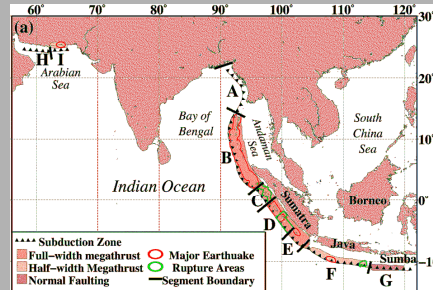 60° 70° 80° 90° 100° 110° 120°
30°
(a)
H I
Arabian
Sea
20°
A
Bay of
Bengal
South
China
Sea
Andaman
Sea
10°
B
Indian Ocean
C
Sumatra
Borneo
0°
D
E
Java
Sumba
F
G
−10
Subduction Zone
Full−width megathrust
Major Earthquake
Half−width Megathrust
Rupture Areas
Normal Faulting
Segment Boundary